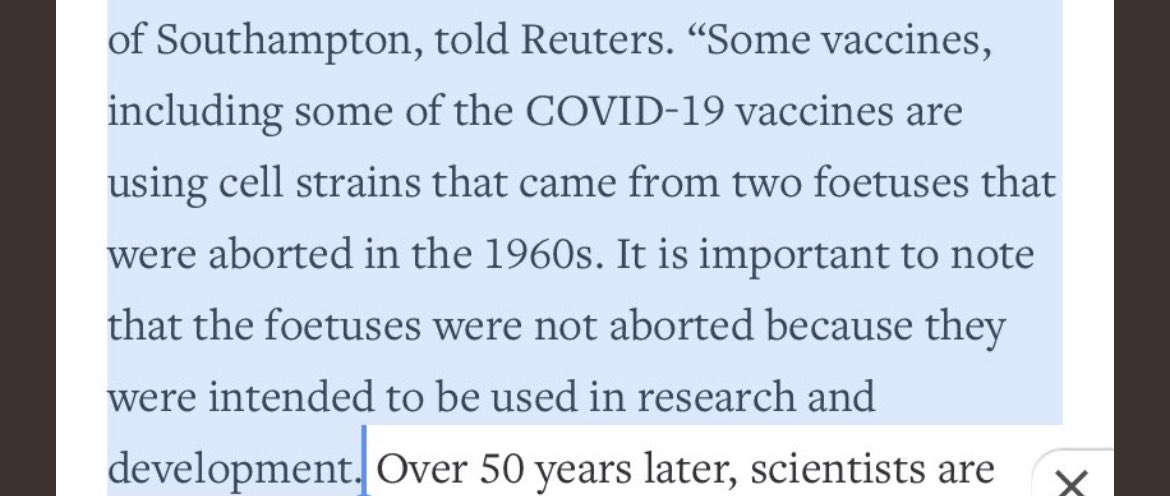 of Southampton, told Reuters. “Some vaccines,
including some of the COVID-19 vaccines are
using cell strains that came from two foetuses that
were aborted in the 1960s. It is important to note
that the foetuses were not aborted because they
were intended to be used in research and
development. Over 50 years later, scientists are